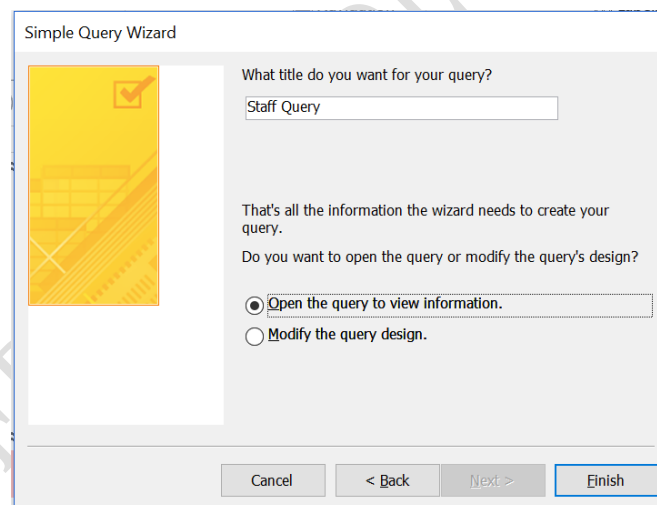 Simple Query Wizard
What title do you want for your query?
Staff Query
That's all the information the wizard needs to create your
query.
Do you want to open the query or modify the query's design?
Open the query to view information.
Modify the query design.
Cancel
< Back
Next >
Finish